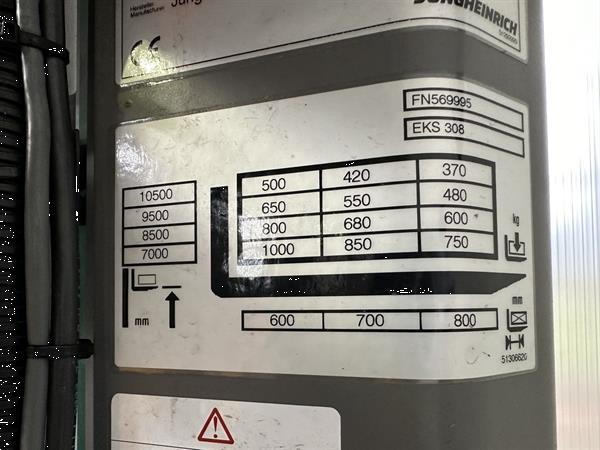 Hersteller
Manufacturer Jung
JUNGHEINRICH
CE
FN569995
EKS 308
10500 500 420 370
9500 650 550 480
8500 800 680 600
7000 1000 850 750
kg
mm
mm
600 700 800
51306620